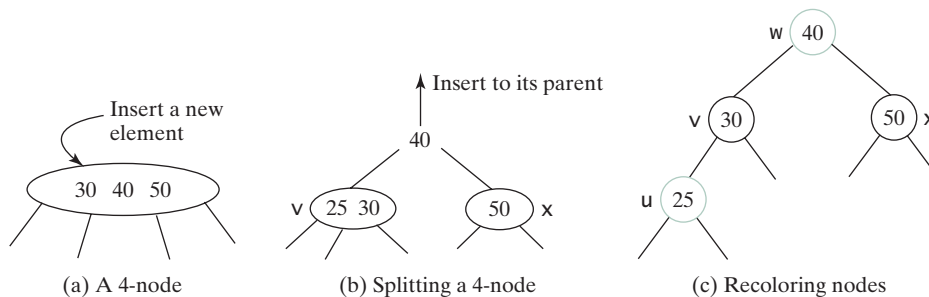 Insert a new
element
30 40 50
(a) A 4-node
Insert to its parent
40
v 25 30
50 x
(b) Splitting a 4-node
w 40
v 30
50 x
u 25
(c) Recoloring nodes